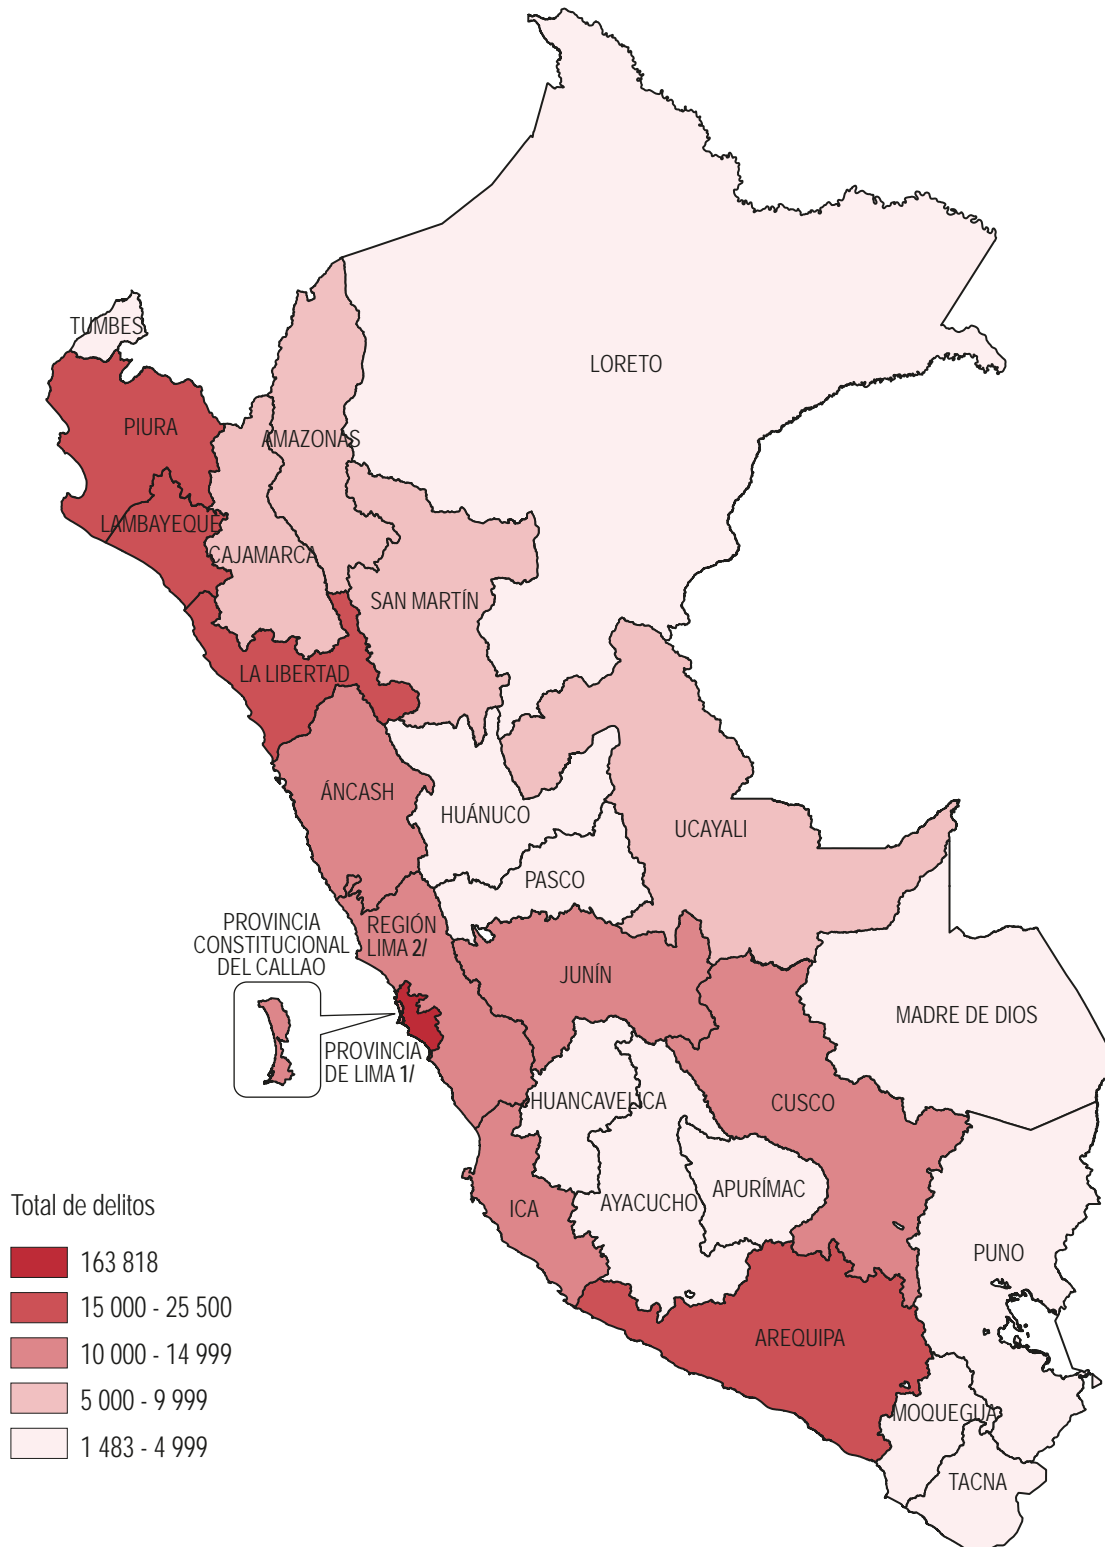 TUMBES
LORETO
PIURA
AMAZONAS
LAMBAYEQUE
CAJAMARCA
SAN MARTÍN
LA LIBERTAD
ÁNCASH
HUÁNUCO
UCAYALI
PASCO
PROVINCIA
CONSTITUCIONAL
DEL CALLAO
REGIÓN
LIMA 2/
JUNÍN
MADRE DE DIOS
PROVINCIA
DE LIMA 1/
HUANCAVELICA
CUSCO
ICA
AYACUCHO
APURÍMAC
PUNO
AREQUIPA
MOQUEGUA
TACNA
Total de delitos
163 818
15 000 - 25 500
10 000 - 14 999
5 000 - 9 999
1 483 - 4 999